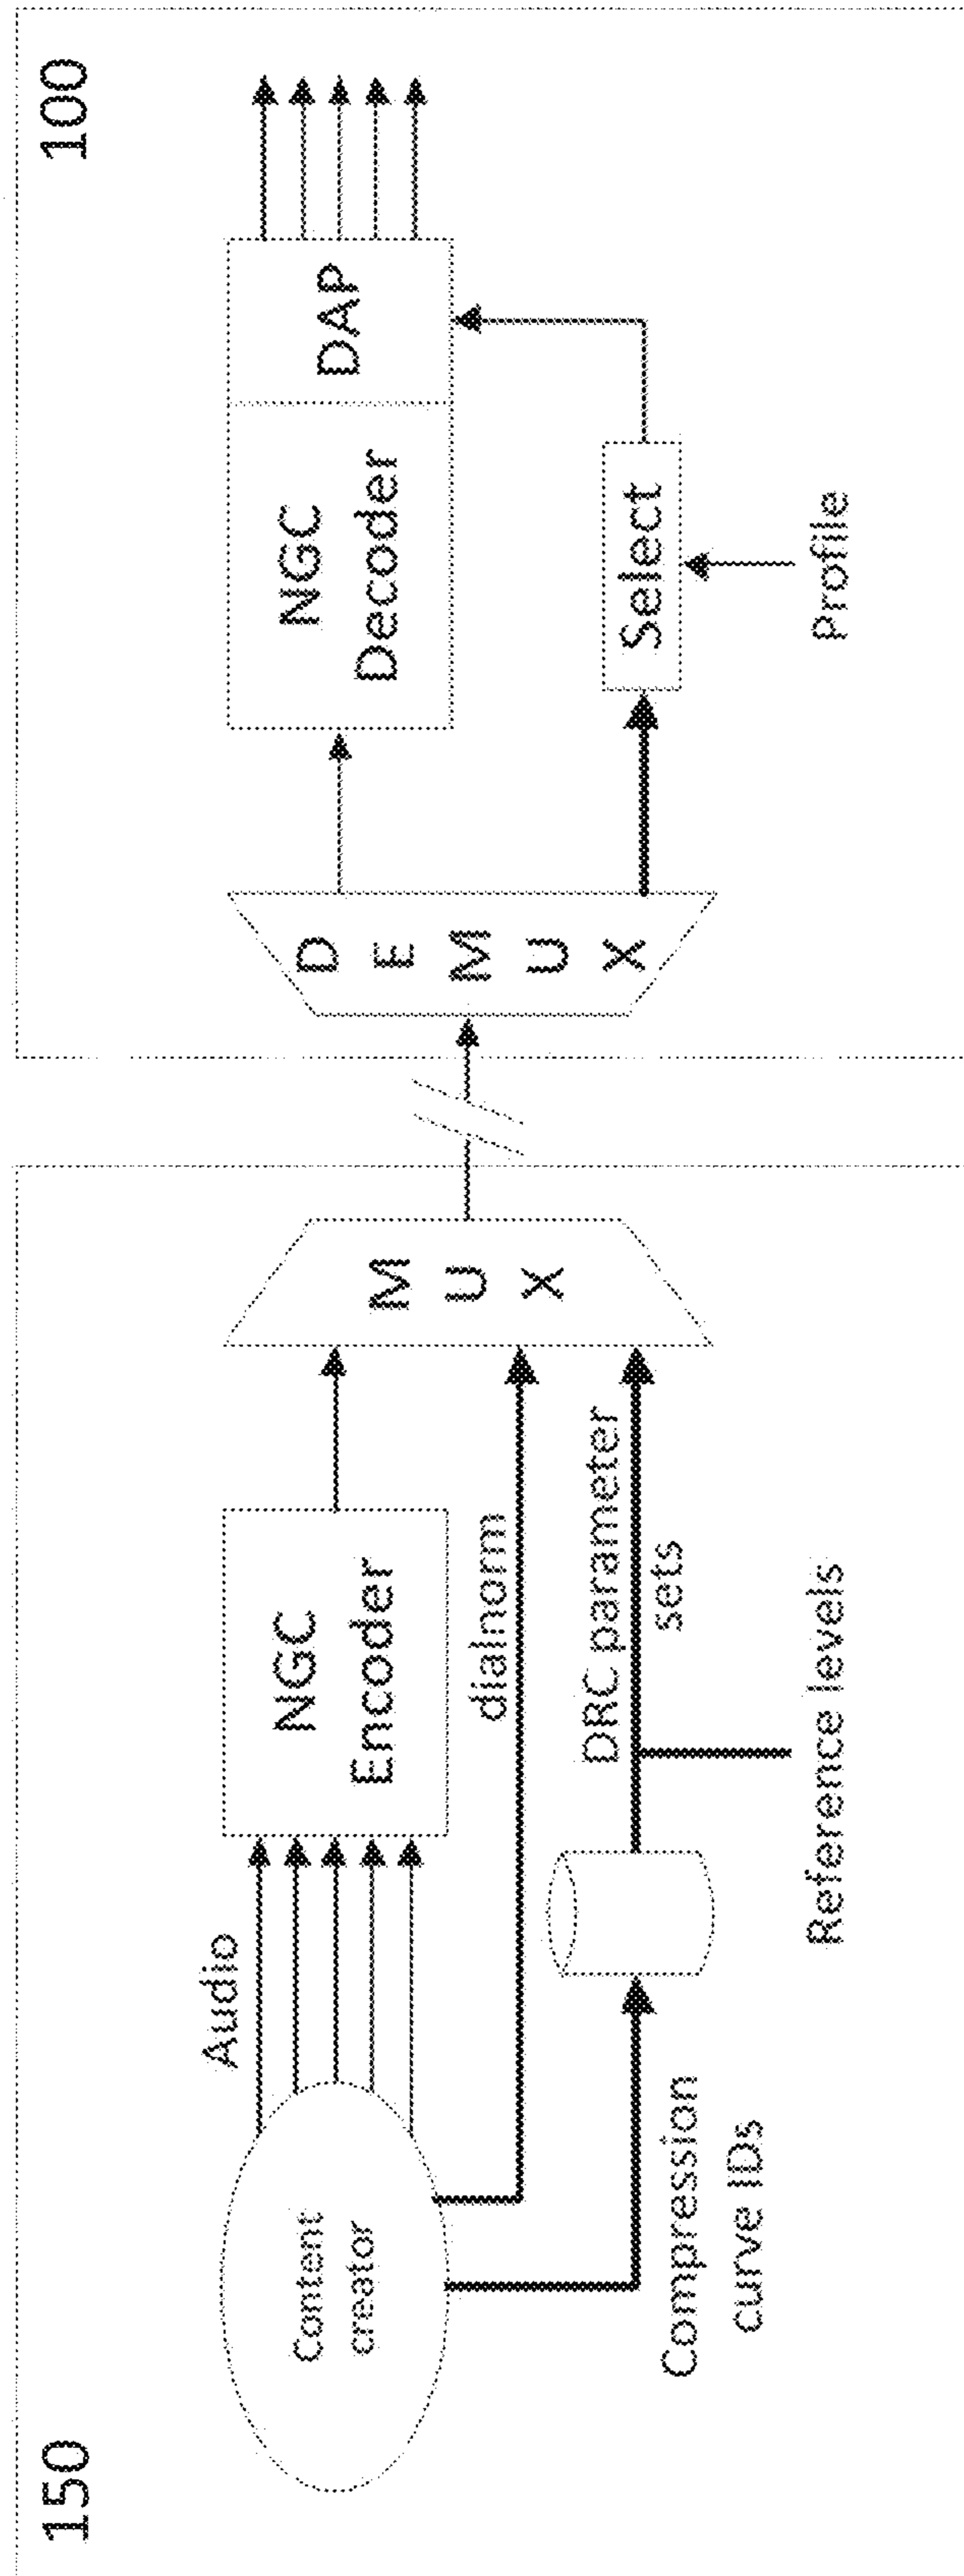 150
Content
creator
Audio
NGC
Encoder
dialnorm
DRC parameter
sets
Compression
curve IDs
Reference levels
M
U
X
100
D
E
M
U
X
NGC
Decoder
DAP
Select
Profile